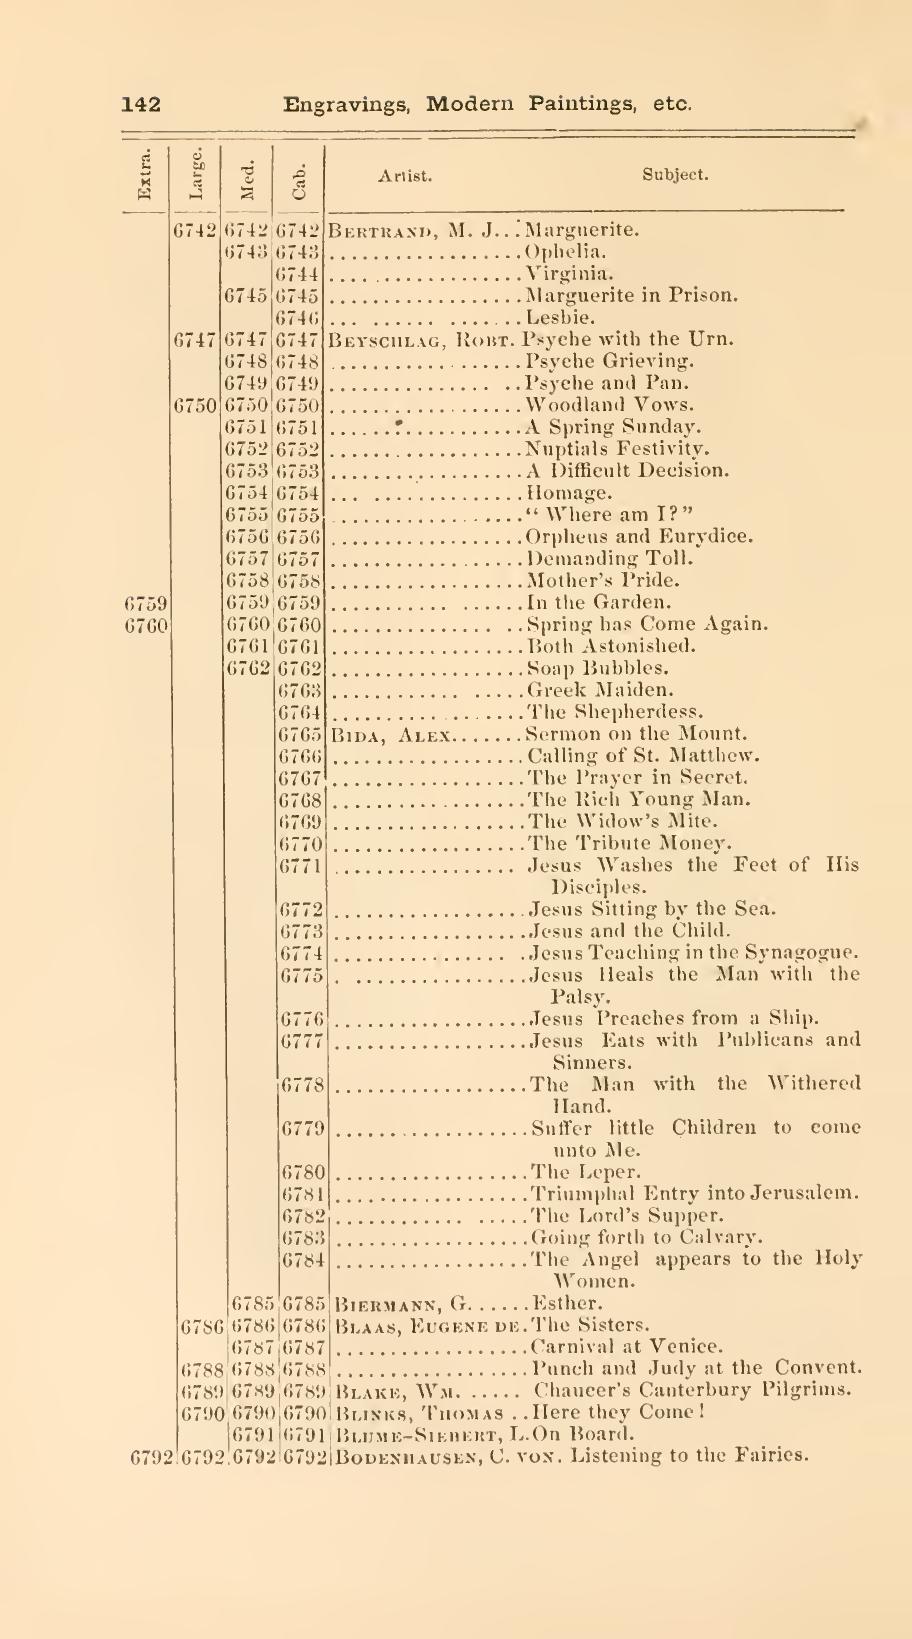 142 Engravings, Modern Paintings, etc.
Extra. Large. Med. Cab. Artist. Subject.
6742 6742 6742 BERTRAND, M. J...Marguerite.
6743 6743 ..................Ophelia.
6744 ..................Virginia.
6745 6745 ..................Marguerite in Prison.
6746 ... ...... .......Lesbie.
6747 6747 6747 BEYSCHLAG, ROBT. Psyche with the Urn.
6748 6748 ..................Psyche Grieving.
6749 6749 ............... ..Psyche and Pan.
6750 6750 6750 ..................Woodland Vows.
6751 6751 ..................A Spring Sunday.
6752 6752 ..................Nuptials Festivity.
6753 6753 ..................A Difficult Decision.
6754 6754 ... ..............Homage.
6755 6755 ..................“ Where am I?”
6756 6756 ..................Orpheus and Eurydice.
6757 6757 ..................Demanding Toll.
6758 6758 ..................Mother's Pride.
6759 6759 6759 ........... ......In the Garden.
6760 6760 6760 ............... ..Spring has Come Again.
6761 6761 ..................Both Astonished.
6762 6762 ..................Soap Bubbles.
6763 ............ .....Greek Maiden.
6764 ..................The Shepherdess.
6765 BIDA, ALEX.......Sermon on the Mount.
6766 ..................Calling of St. Matthew.
6767 ..................The Prayer in Secret.
6768 ..................The Rich Young Man.
6769 ..................The Widow's Mite.
6770 ..................The Tribute Money.
6771 ................. Jesus Washes the Feet of His
Disciples.
6772 ..................Jesus Sitting by the Sea.
6773 ..................Jesus and the Child.
6774 ................ .Jesus Teaching in the Synagogue.
6775 . ................Jesus Heals the Man with the
Palsy.
6776 ..................Jesus Preaches from a Ship.
6777 ..................Jesus Eats with Publicans and
Sinners.
6778 ..................The Man with the Withered
Hand.
6779 ..................Suffer little Children to come
unto Me.
6780 ..................The Leper.
6781 ..................Triumphal Entry into Jerusalem.
6782 ............ .....The Lord's Supper.
6783 ..................Going forth to Calvary.
6784 ..................The Angel appears to the Holy
Women.
6785 6785 BIERMANN, G......Esther.
6786 6786 6786 BLAAS, EUGENE DE.The Sisters.
6787 6787 ..................Carnival at Venice.
6788 6788 6788 ..................Punch and Judy at the Convent.
6789 6789 6789 BLAKE, WM. ..... Chaucer's Canterbury Pilgrims.
6790 6790 6790 BLINKS, THOMAS ..Here they Come!
6791 6791 BLUME-SIEBERT, L.On Board.
6792 6792 6792 6792 BODENHAUSEN, C. VON. Listening to the Fairies.